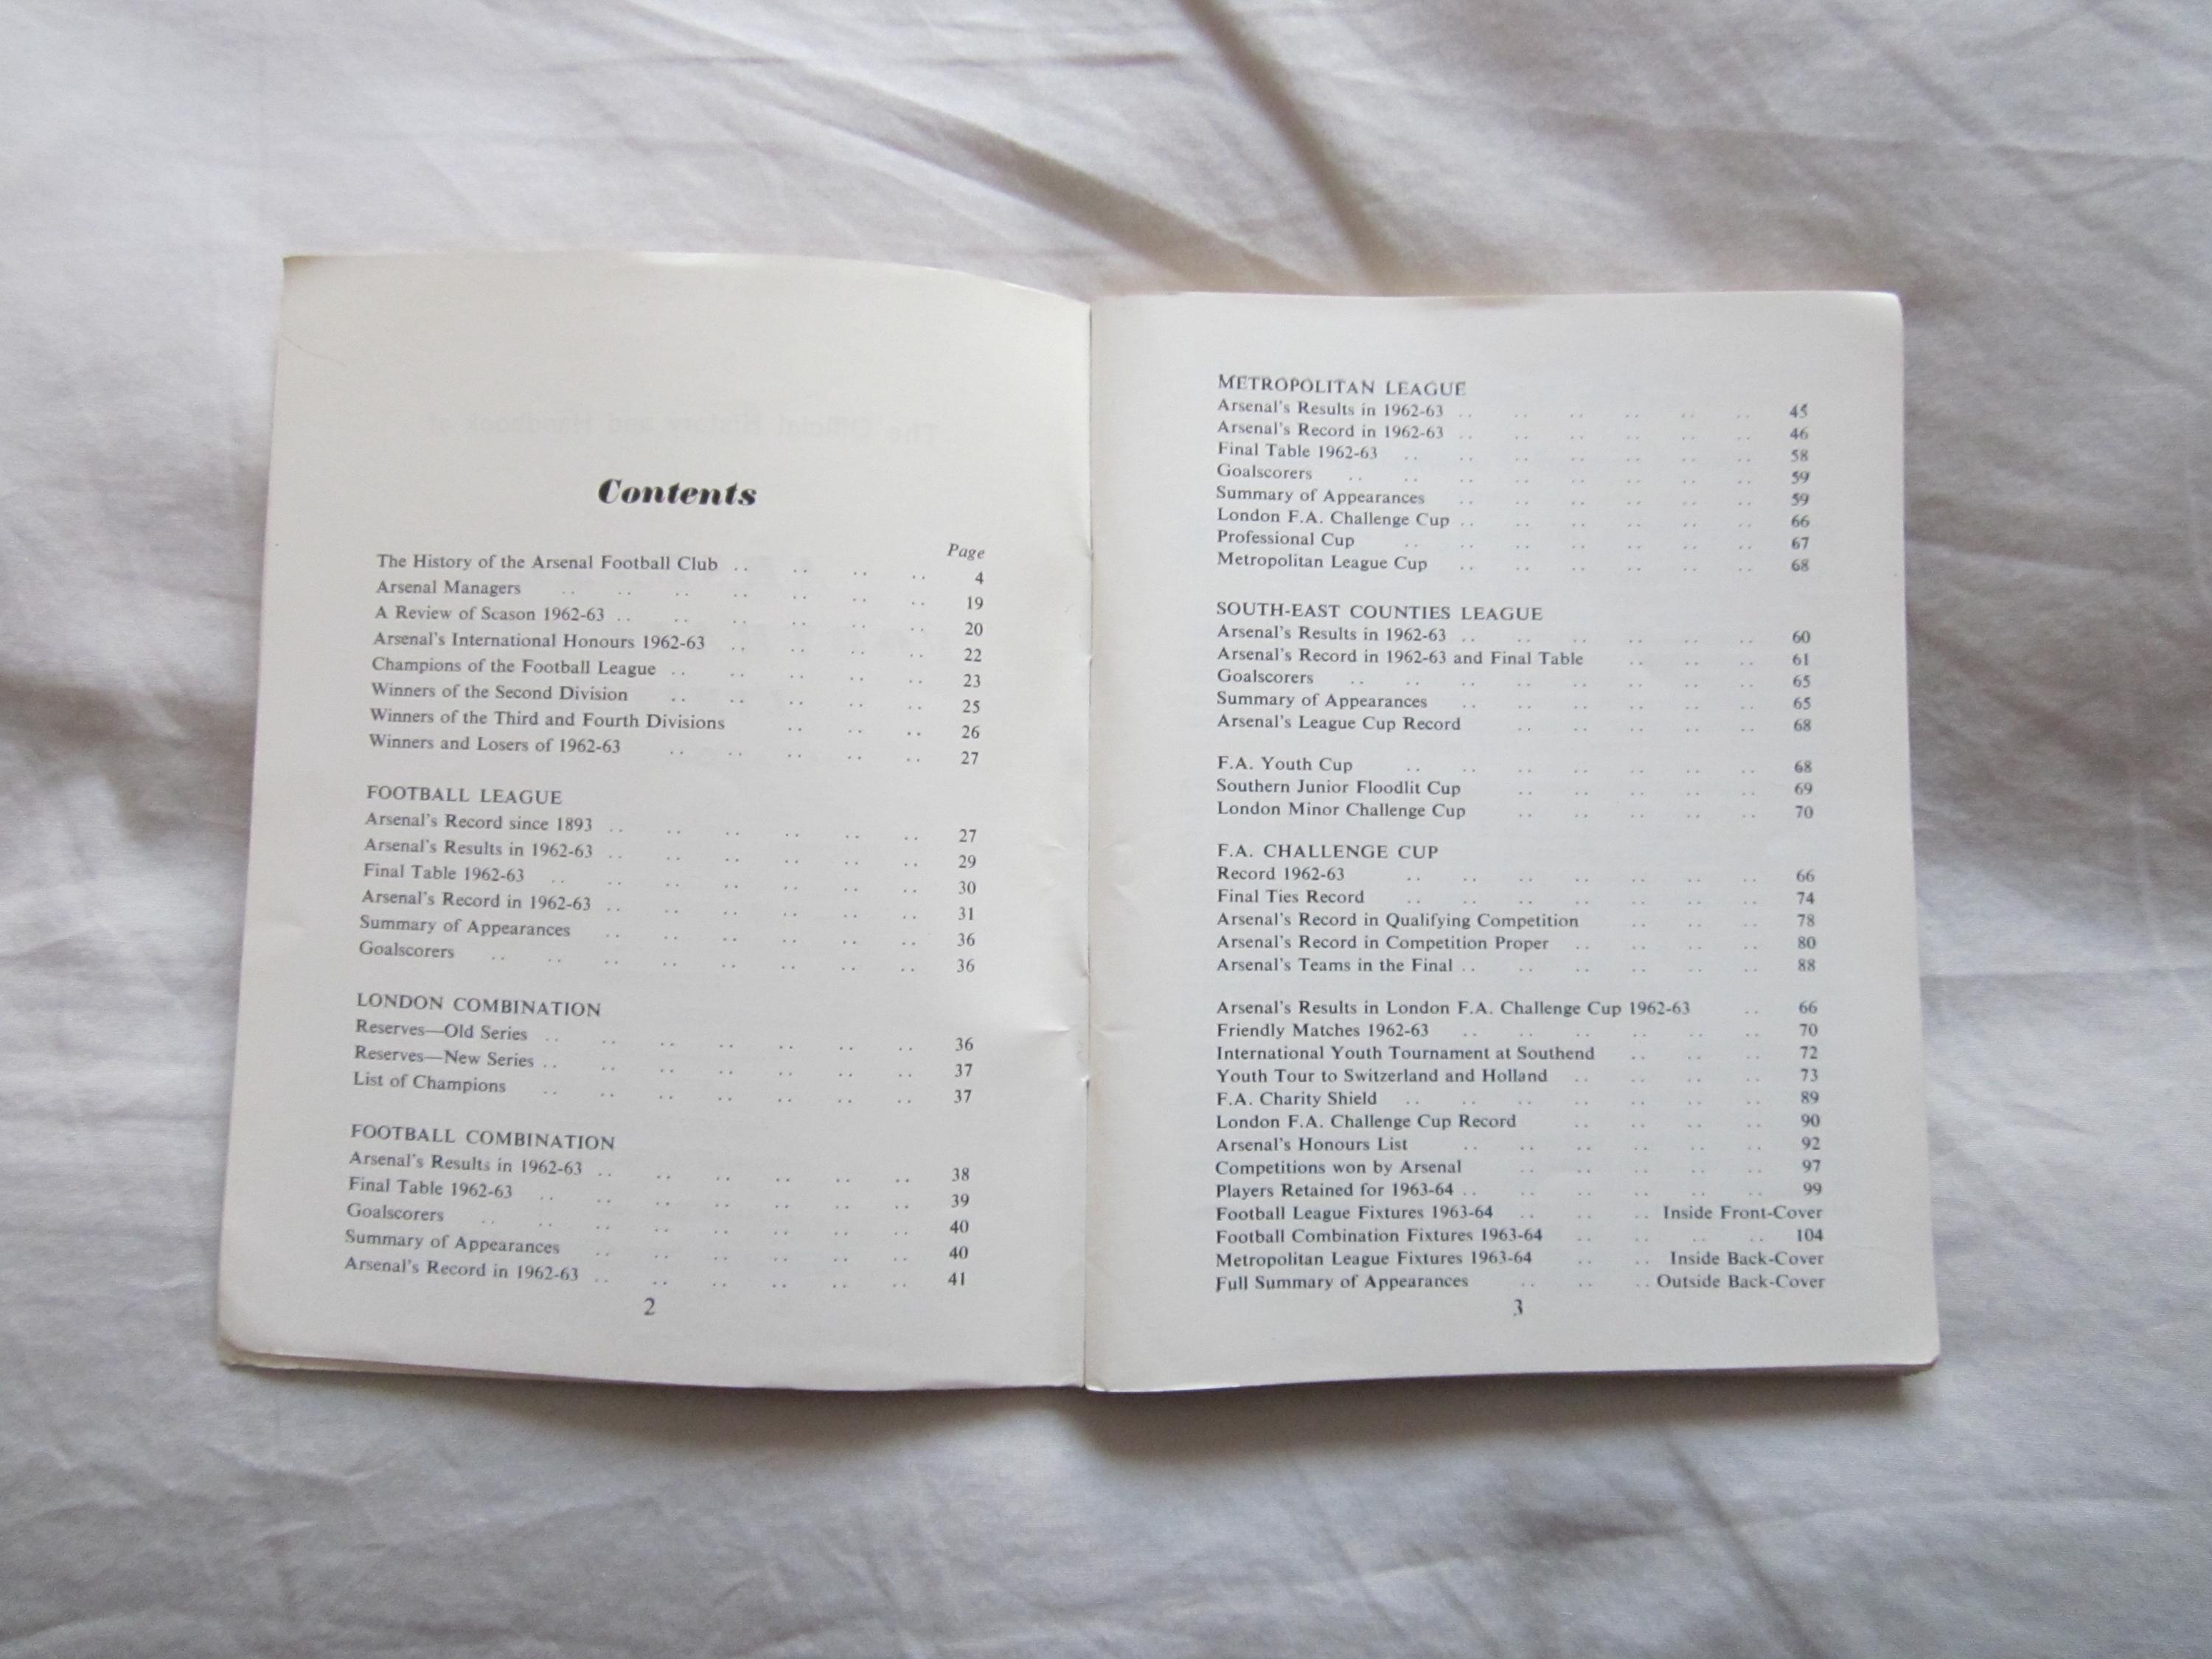 Contents
Page
The History of the Arsenal Football Club .. .. .. .. 4
Arsenal Managers .. .. .. .. .. .. .. 19
A Review of Season 1962-63 .. .. .. .. .. .. 20
Arsenal's International Honours 1962-63 .. .. .. .. 22
Champions of the Football League .. .. .. .. .. 23
Winners of the Second Division .. .. .. .. .. 25
Winners of the Third and Fourth Divisions .. .. .. 26
Winners and Losers of 1962-63 .. .. .. .. .. 27
FOOTBALL LEAGUE
Arsenal's Record since 1893 .. .. .. .. .. .. 27
Arsenal's Results in 1962-63 .. .. .. .. .. .. 29
Final Table 1962-63 .. .. .. .. .. .. .. 30
Arsenal's Record in 1962-63 .. .. .. .. .. .. 31
Summary of Appearances .. .. .. .. .. .. 36
Goalscorers .. .. .. .. .. .. .. .. 36
LONDON COMBINATION
Reserves—Old Series .. .. .. .. .. .. .. 36
Reserves—New Series .. .. .. .. .. .. .. 37
List of Champions .. .. .. .. .. .. .. 37
FOOTBALL COMBINATION
Arsenal's Results in 1962-63 .. .. .. .. .. .. 38
Final Table 1962-63 .. .. .. .. .. .. .. 39
Goalscorers .. .. .. .. .. .. .. .. 40
Summary of Appearances .. .. .. .. .. .. 40
Arsenal's Record in 1962-63 .. .. .. .. .. .. 41
2
METROPOLITAN LEAGUE
Arsenal's Results in 1962-63 .. .. .. .. .. .. 45
Arsenal's Record in 1962-63 .. .. .. .. .. .. 46
Final Table 1962-63 .. .. .. .. .. .. .. 58
Goalscorers .. .. .. .. .. .. .. .. 59
Summary of Appearances .. .. .. .. .. .. 59
London F.A. Challenge Cup .. .. .. .. .. .. 66
Professional Cup .. .. .. .. .. .. .. 67
Metropolitan League Cup .. .. .. .. .. .. 68
SOUTH-EAST COUNTIES LEAGUE
Arsenal's Results in 1962-63 .. .. .. .. .. .. 60
Arsenal's Record in 1962-63 and Final Table .. .. .. 61
Goalscorers .. .. .. .. .. .. .. .. 65
Summary of Appearances .. .. .. .. .. .. 65
Arsenal's League Cup Record .. .. .. .. .. 68
F.A. Youth Cup .. .. .. .. .. .. .. 68
Southern Junior Floodlit Cup .. .. .. .. .. 69
London Minor Challenge Cup .. .. .. .. .. 70
F.A. CHALLENGE CUP
Record 1962-63 .. .. .. .. .. .. .. 66
Final Ties Record .. .. .. .. .. .. .. 74
Arsenal's Record in Qualifying Competition .. .. .. 78
Arsenal's Record in Competition Proper .. .. .. .. 80
Arsenal's Teams in the Final .. .. .. .. .. .. 88
Arsenal's Results in London F.A. Challenge Cup 1962-63 .. 66
Friendly Matches 1962-63 .. .. .. .. .. .. 70
International Youth Tournament at Southend .. .. .. 72
Youth Tour to Switzerland and Holland .. .. .. .. 73
F.A. Charity Shield .. .. .. .. .. .. .. 89
London F.A. Challenge Cup Record .. .. .. .. 90
Arsenal's Honours List .. .. .. .. .. .. 92
Competitions won by Arsenal .. .. .. .. .. 97
Players Retained for 1963-64 .. .. .. .. .. .. 99
Football League Fixtures 1963-64 .. .. .. Inside Front-Cover
Football Combination Fixtures 1963-64 .. .. .. .. 104
Metropolitan League Fixtures 1963-64 .. .. Inside Back-Cover
Full Summary of Appearances .. .. .. Outside Back-Cover
3